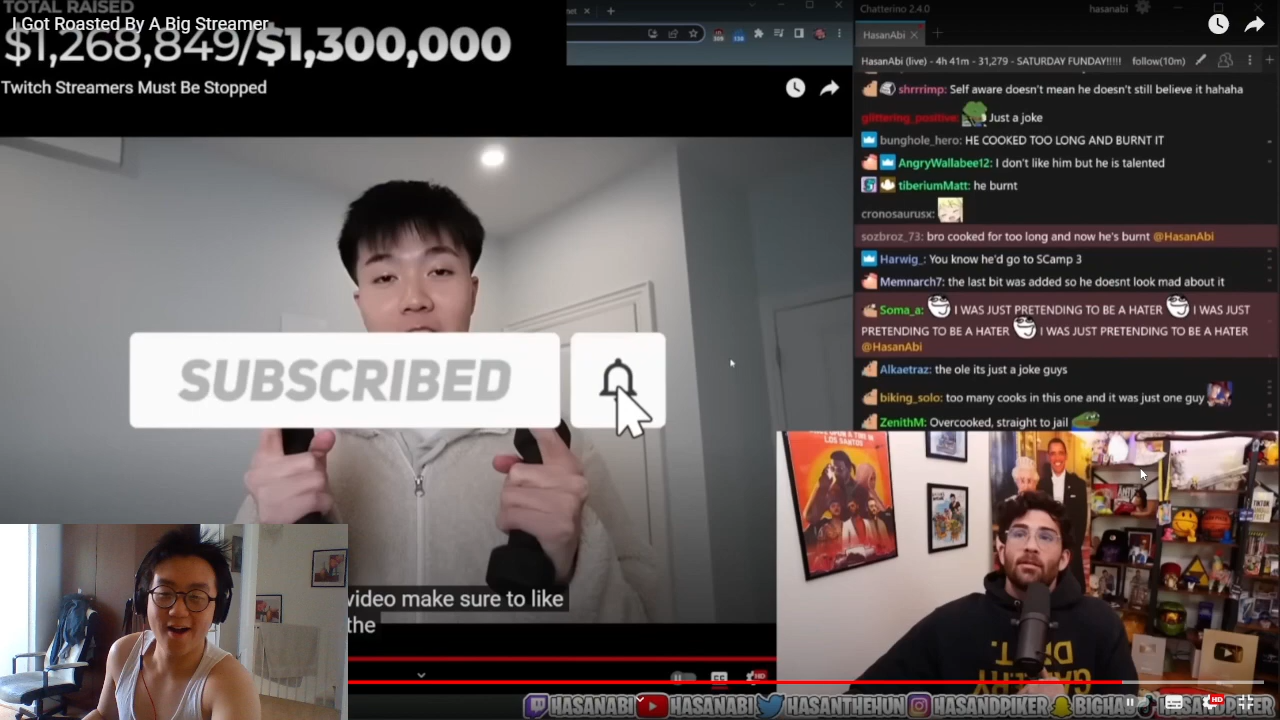 TOTAL RAISED
I Got Roasted By A Big Streamer
$1,268,849/$1,300,000
Twitch Streamers Must Be Stopped
Chatterino 2.4.0
hasanabi
HasanAbi
HasanAbi (live) - 4h 41m - 31,279 - SATURDAY FUNDAY!!!!! follow(10m)
shrrrimp: Self aware doesn't mean he doesn't still believe it hahaha
glittering_positive: Just a joke
bunghole_hero: HE COOKED TOO LONG AND BURNT IT
AngryWallabee12: I don't like him but he is talented
tiberiumMatt: he burnt
cronosaurusx:
sozbroz_73: bro cooked for too long and now he's burnt @HasanAbi
Harwig_: You know he'd go to SCamp 3
Memnarch7: the last bit was added so he doesnt look mad about it
Soma_a: I WAS JUST PRETENDING TO BE A HATER I WAS JUST
PRETENDING TO BE A HATER I WAS JUST PRETENDING TO BE A HATER
@HasanAbi
Alkaetraz: the ole its just a joke guys
biking_solo: too many cooks in this one and it was just one guy
ZenithM: Overcooked, straight to jail
SUBSCRIBED
LOS SANTOS
video make sure to like
the
CC
HD
HASANABI HASANABI HASANTHEHUN HASANDPIKER BIGHA DPIKER
HD